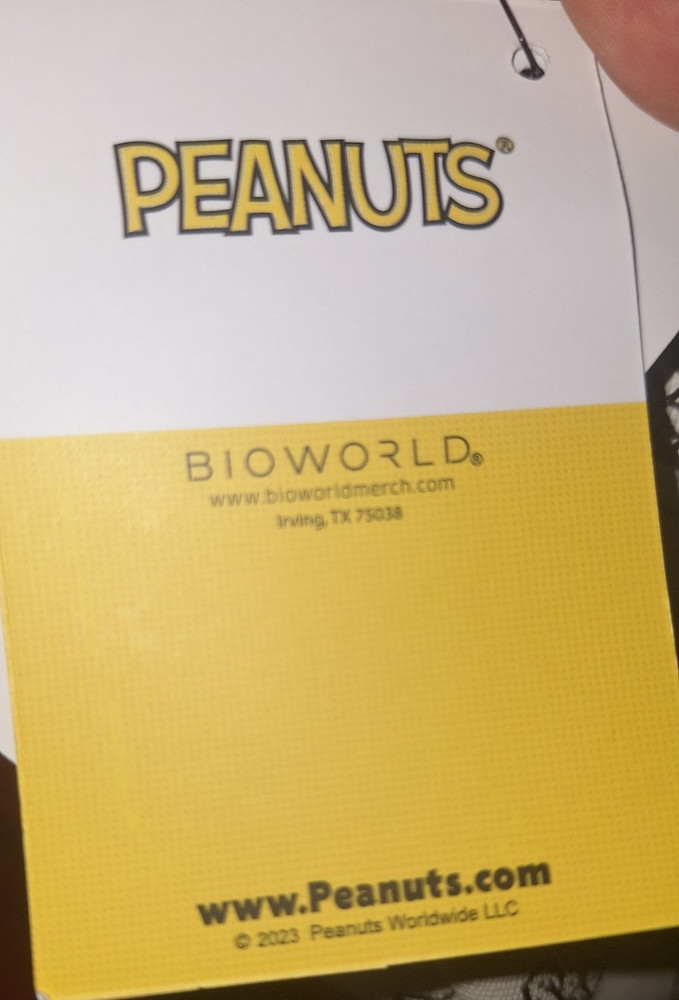 PEANUTS®
BIOWORLD®
www.bioworldmerch.com
Irving, TX 75038
www.Peanuts.com
© 2023 Peanuts Worldwide LLC